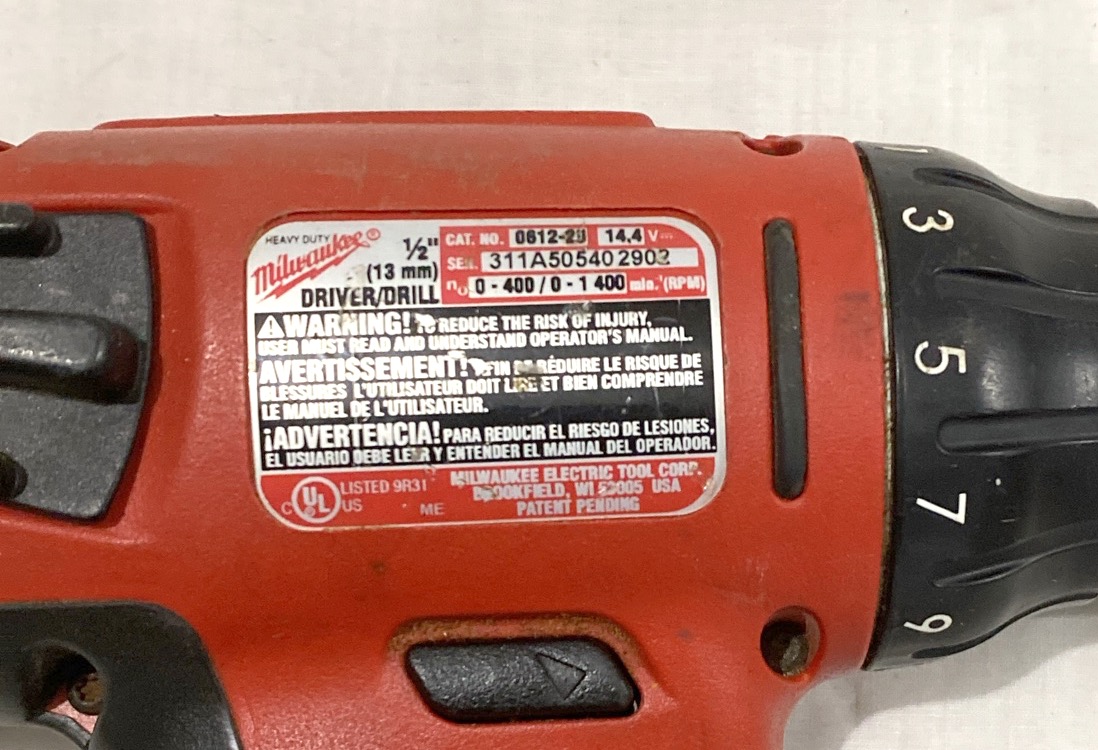 HEAVY DUTY
Milwaukee®
1/2"
(13 mm)
DRIVER/DRILL
CAT. NO. 14,4 V⎓
SER. 311A50540 2902
n₀ 0 - 400 / 0 - 1 400 min.⁻¹(RPM)
⚠WARNING! TO REDUCE THE RISK OF INJURY,
USER MUST READ AND UNDERSTAND OPERATOR'S MANUAL.
AVERTISSEMENT! AFIN DE RÉDUIRE LE RISQUE DE
BLESSURES L'UTILISATEUR DOIT LIRE ET BIEN COMPRENDRE
LE MANUEL DE L'UTILISATEUR.
¡ADVERTENCIA! PARA REDUCIR EL RIESGO DE LESIONES,
EL USUARIO DEBE LEER Y ENTENDER EL MANUAL DEL OPERADOR.
C UL US
LISTED 9R31
ME
MILWAUKEE ELECTRIC TOOL CORP.
BROOKFIELD, WI 53005 USA
PATENT PENDING
3
5
7
9